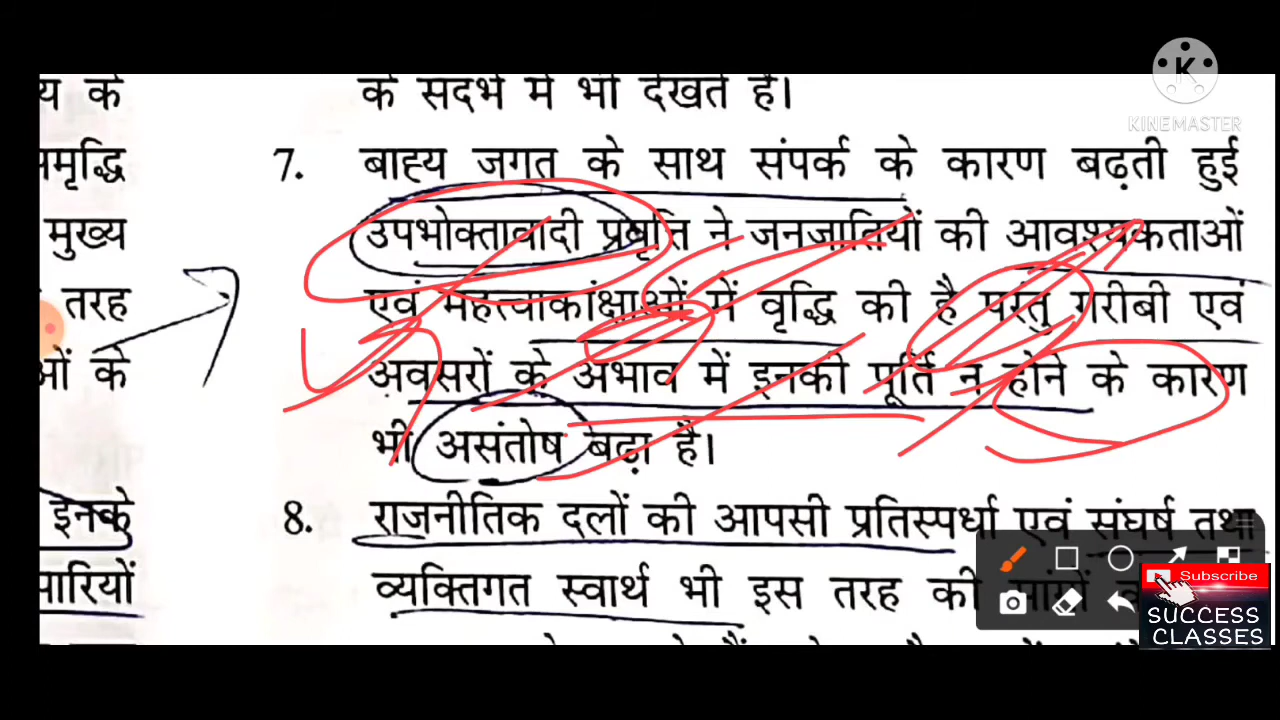 य के
के संदर्भ में भी देखते हैं।
समृद्धि
7. बाह्य जगत के साथ संपर्क के कारण बढ़ती हुई
मुख्य
उपभोक्तावादी प्रवृत्ति ने जनजातियों की आवश्यकताओं
तरह
एवं महत्त्वाकांक्षाओं में वृद्धि की है परंतु गरीबी एवं
ओं के
अवसरों के अभाव में इनकी पूर्ति न होने के कारण
भी असंतोष बढ़ा है।
इनके
8. राजनीतिक दलों की आपसी प्रतिस्पर्धा एवं संघर्ष तथा
व्यक्तिगत स्वार्थ भी इस तरह की मांगों
KINEMASTER
Subscribe
SUCCESS
CLASSES